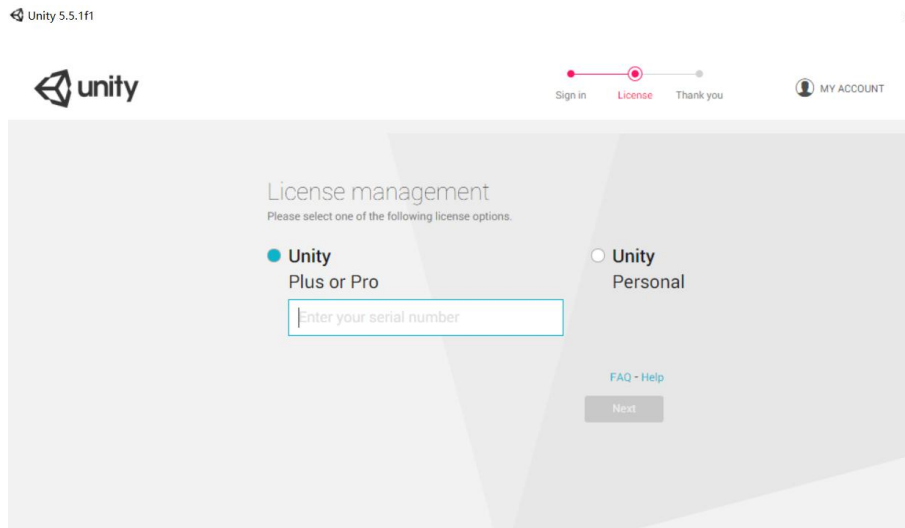 Unity 5.5.1f1
unity
Sign in License Thank you
MY ACCOUNT
License management
Please select one of the following license options.
Unity
Plus or Pro
Enter your serial number
Unity
Personal
FAQ - Help
Next